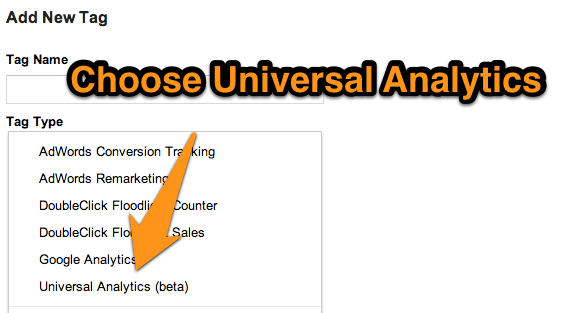 Add New Tag
Tag Name
Choose Universal Analytics
Tag Type
AdWords Conversion Tracking
AdWords Remarketing
DoubleClick Floodlight Counter
DoubleClick Floodlight Sales
Google Analytics
Universal Analytics (beta)